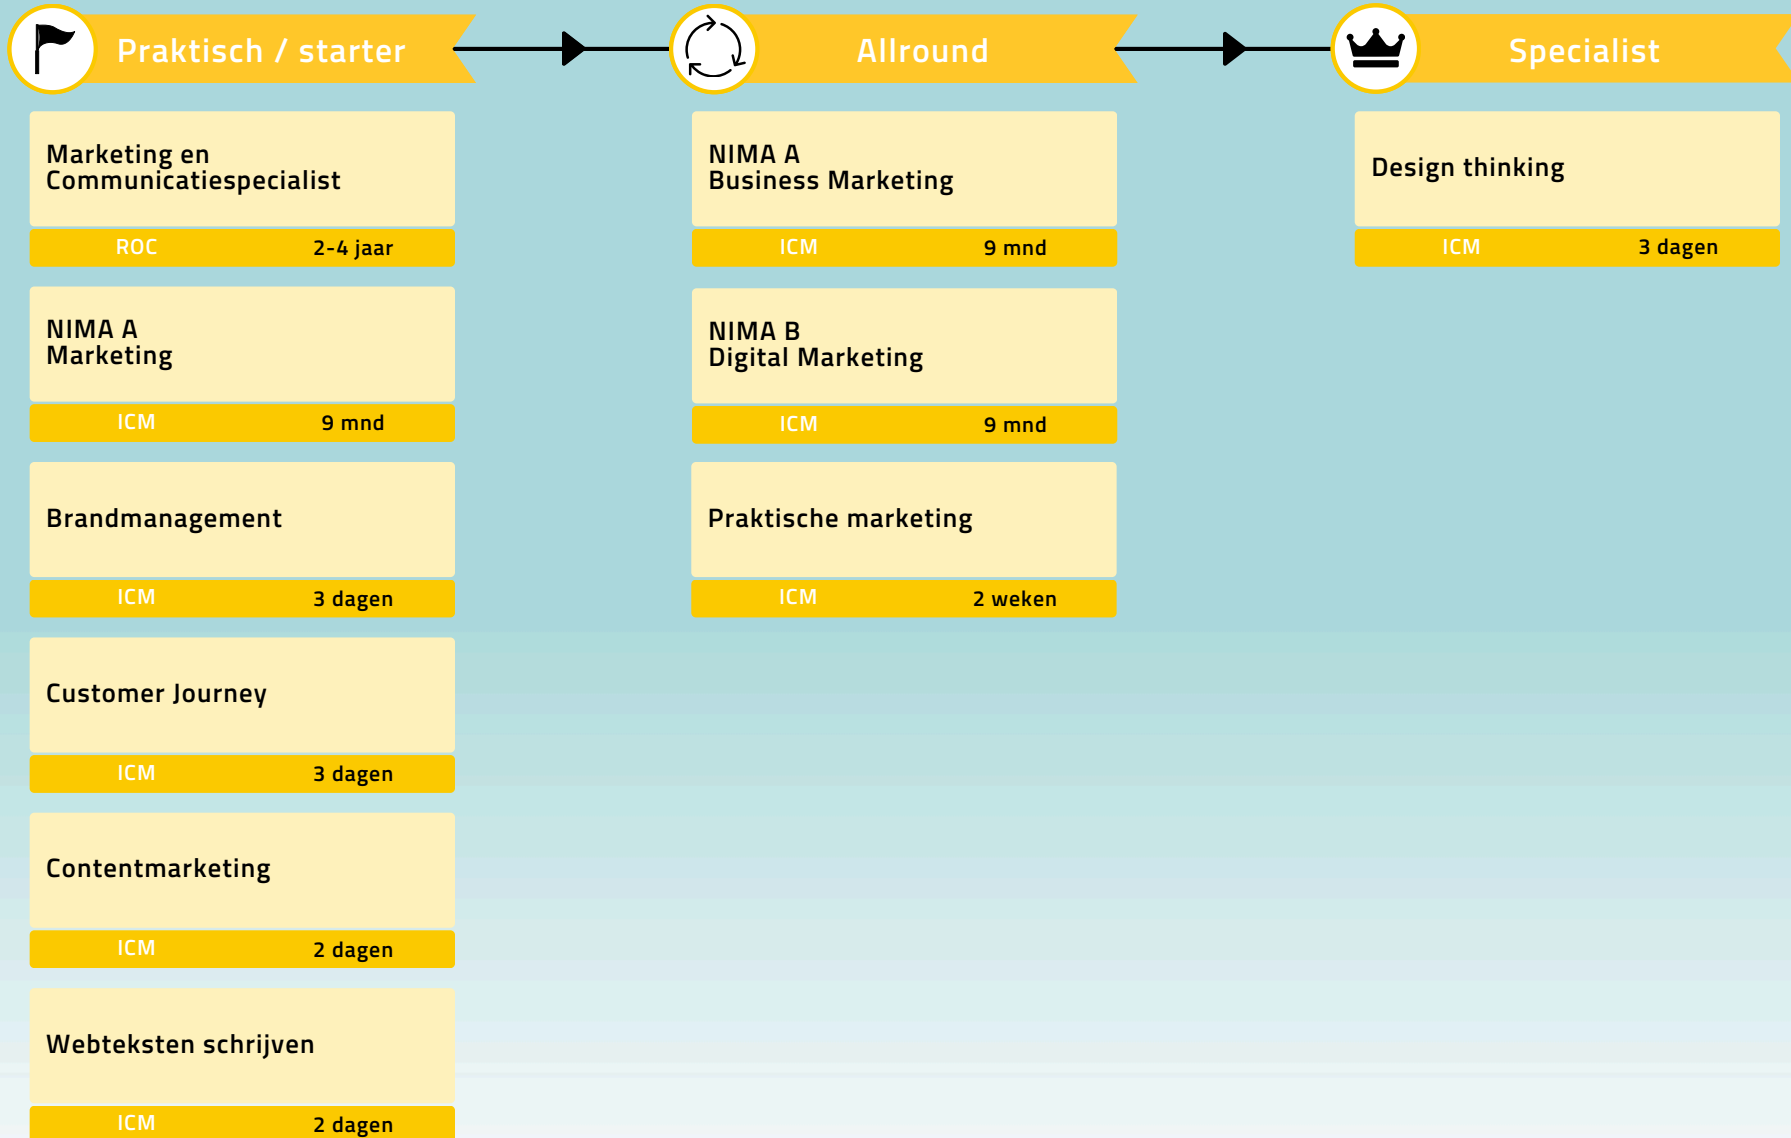 Praktisch / starter
Allround
Specialist
Marketing en
Communicatiespecialist
ROC 2-4 jaar
NIMA A
Marketing
ICM 9 mnd
Brandmanagement
ICM 3 dagen
Customer Journey
ICM 3 dagen
Contentmarketing
ICM 2 dagen
Webteksten schrijven
ICM 2 dagen
NIMA A
Business Marketing
ICM 9 mnd
NIMA B
Digital Marketing
ICM 9 mnd
Praktische marketing
ICM 2 weken
Design thinking
ICM 3 dagen